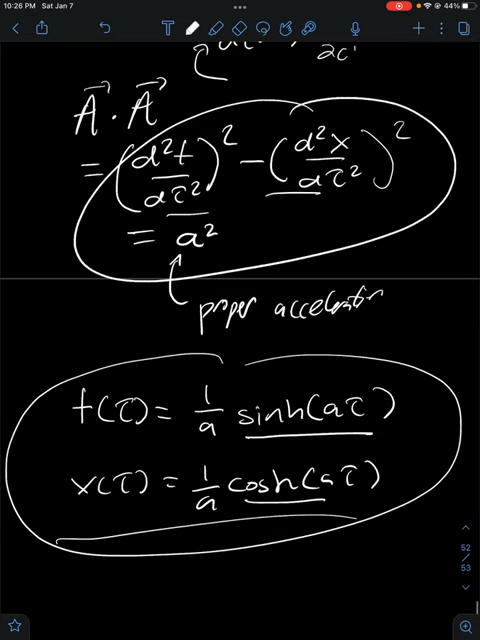 10:26 PM Sat Jan 7
44%
A⃗ · A⃗
= (d²t/dτ²)² − (d²x/dτ²)²
= a²
proper acceleration
t(τ) = 1/a sinh(aτ)
x(τ) = 1/a cosh(aτ)
52
/
53